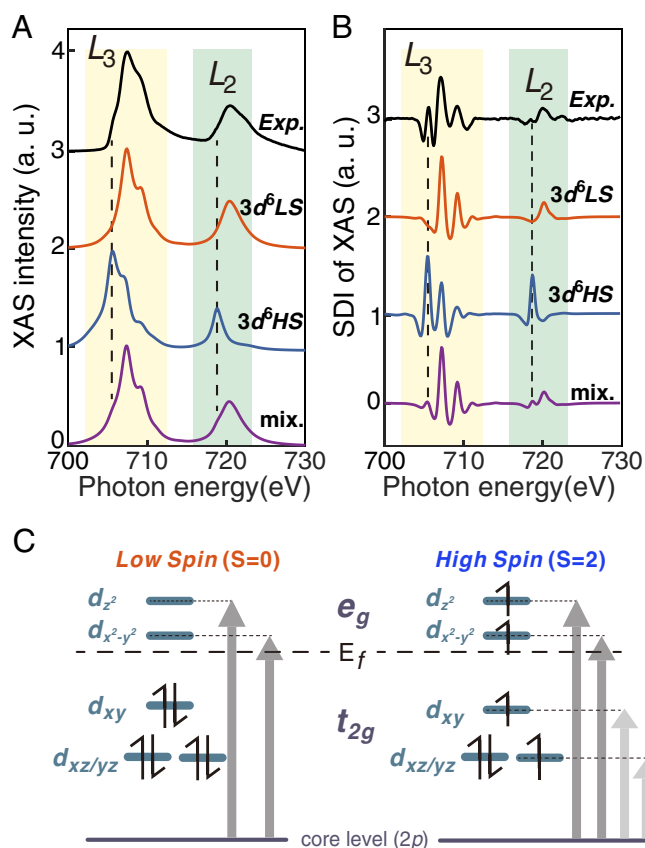 A
B
4
3
2
1
0
XAS intensity (a. u.)
L3
L2
Exp.
3d⁶LS
3d⁶HS
mix.
700
710
720
730
Photon energy(eV)
3
2
1
0
SDI of XAS (a. u.)
L3
L2
Exp.
3d⁶LS
3d⁶HS
mix.
700
710
720
730
Photon energy(eV)
C
Low Spin (S=0)
High Spin (S=2)
dz²
eg
dz²
dx²-y²
dx²-y²
Ef
dxy
t2g
dxy
dxz/yz
dxz/yz
core level (2p)